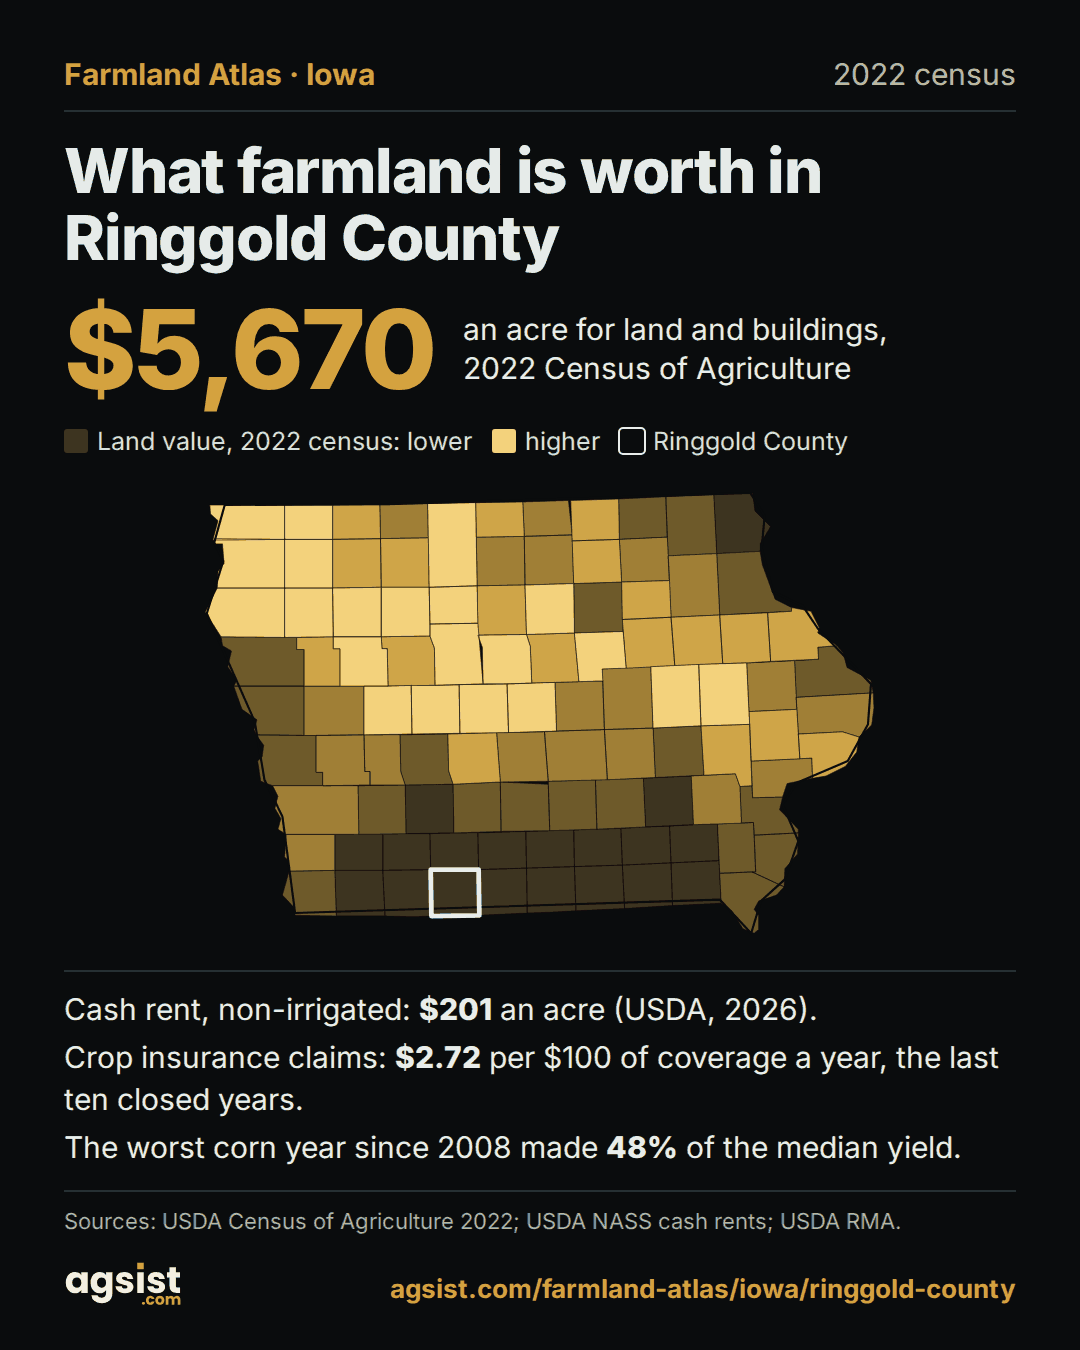 Farmland Atlas · Iowa
2022 census
What farmland is worth in
Ringgold County
$5,670
an acre for land and buildings,
2022 Census of Agriculture
Land value, 2022 census: lower
higher
Ringgold County
Cash rent, non-irrigated: $201 an acre (USDA, 2026).
Crop insurance claims: $2.72 per $100 of coverage a year, the last
ten closed years.
The worst corn year since 2008 made 48% of the median yield.
Sources: USDA Census of Agriculture 2022; USDA NASS cash rents; USDA RMA.
agsist
.com
agsist.com/farmland-atlas/iowa/ringgold-county